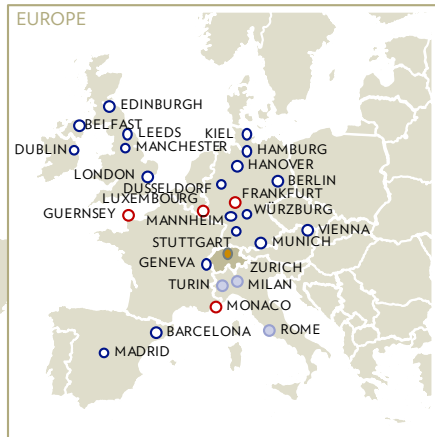 EUROPE
EDINBURGH
BELFAST
LEEDS
KIEL
DUBLIN
MANCHESTER
HAMBURG
HANOVER
LONDON
BERLIN
DUSSELDORF
LUXEMBOURG
FRANKFURT
GUERNSEY
MANNHEIM
WÜRZBURG
VIENNA
STUTTGART
MUNICH
GENEVA
ZURICH
TURIN
MILAN
MONACO
BARCELONA
ROME
MADRID